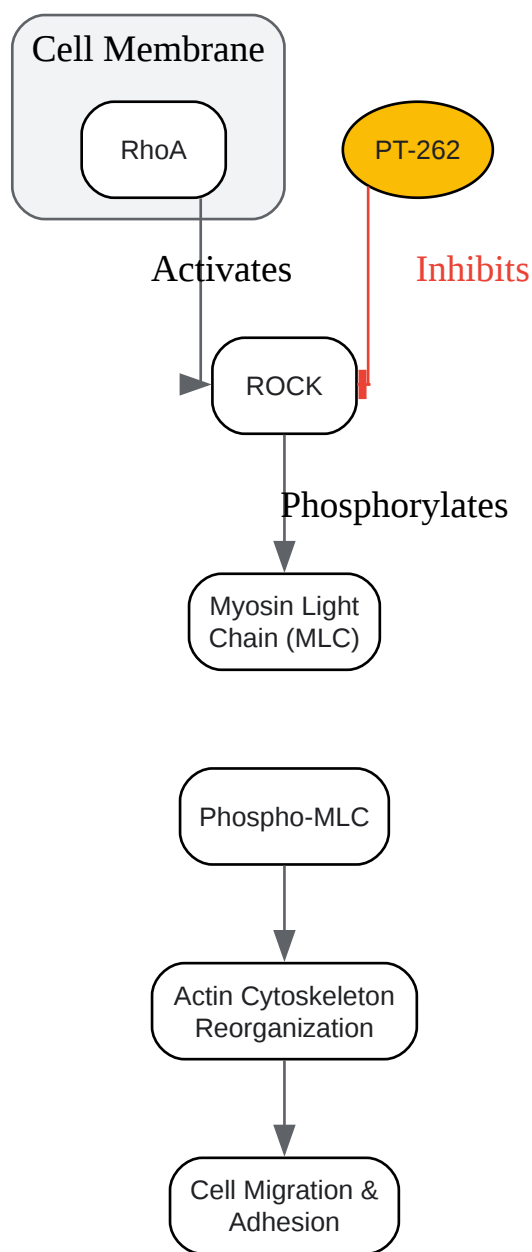 Cell Membrane
RhoA
PT-262
Activates
Inhibits
ROCK
Phosphorylates
Myosin Light
Chain (MLC)
Phospho-MLC
Actin Cytoskeleton
Reorganization
Cell Migration &
Adhesion